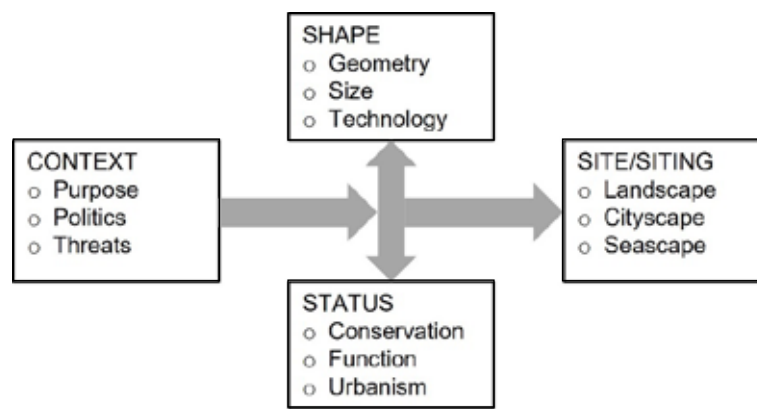 SHAPE
o Geometry
o Size
o Technology
CONTEXT
o Purpose
o Politics
o Threats
SITE/SITING
o Landscape
o Cityscape
o Seascape
STATUS
o Conservation
o Function
o Urbanism